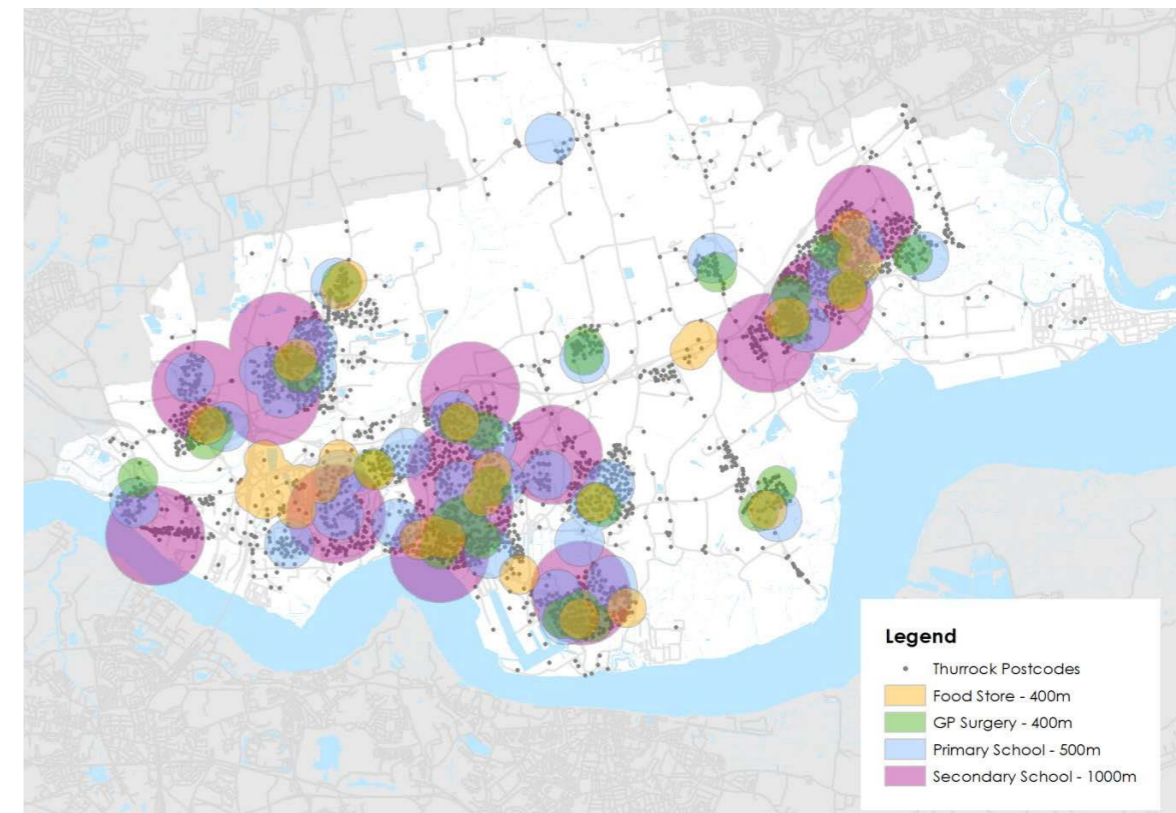 Legend
Thurrock Postcodes
Food Store - 400m
GP Surgery - 400m
Primary School - 500m
Secondary School - 1000m